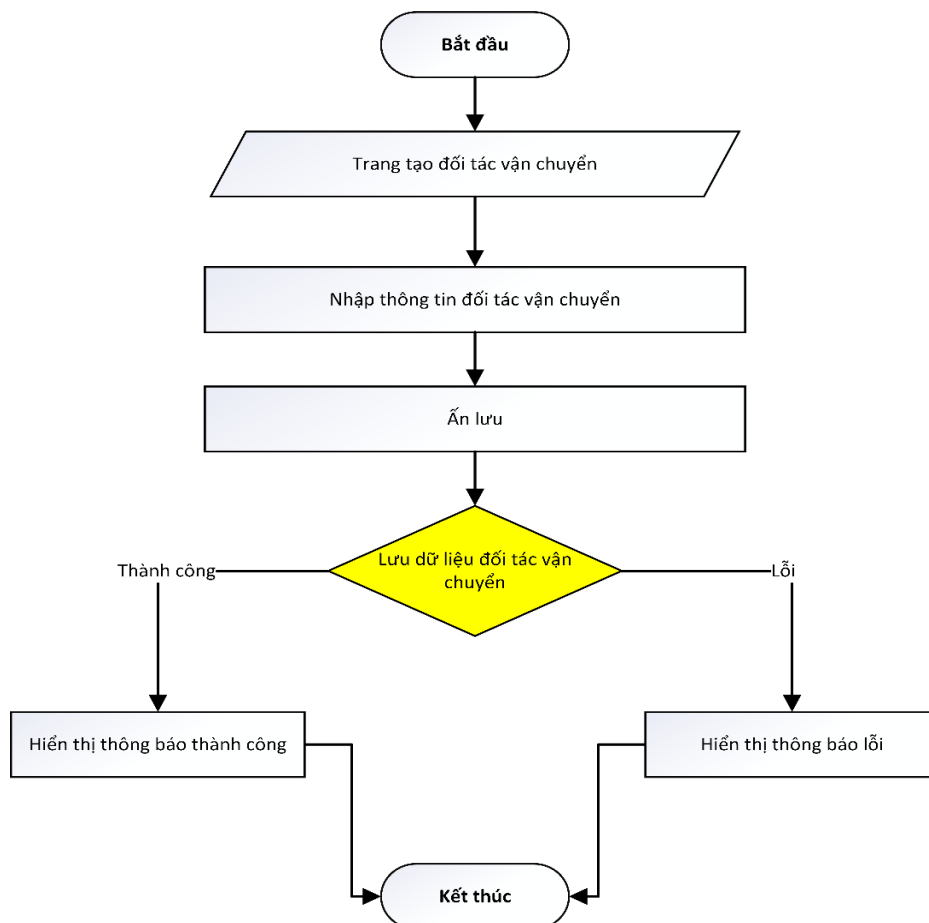 Bắt đầu
Trang tạo đối tác vận chuyển
Nhập thông tin đối tác vận chuyển
Ấn lưu
Lưu dữ liệu đối tác vận
chuyển
Thành công
Lỗi
Hiển thị thông báo thành công
Hiển thị thông báo lỗi
Kết thúc